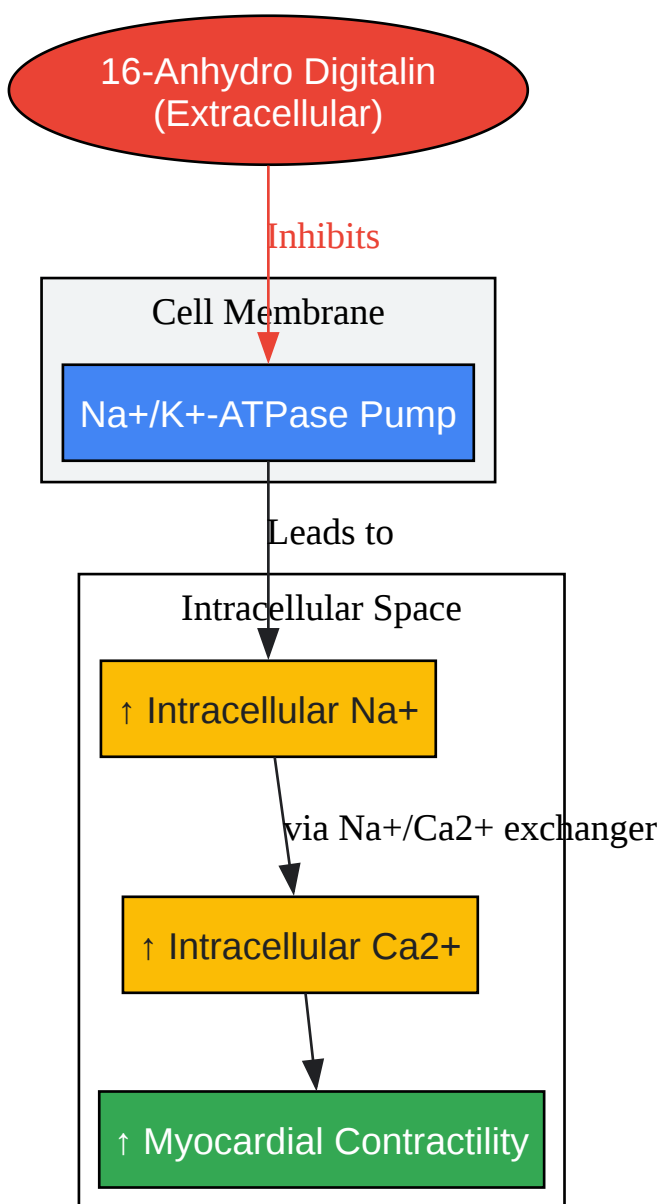 16-Anhydro Digitalin
(Extracellular)
Inhibits
Cell Membrane
Na+/K+-ATPase Pump
Leads to
Intracellular Space
↑ Intracellular Na+
via Na+/Ca2+ exchanger
↑ Intracellular Ca2+
↑ Myocardial Contractility